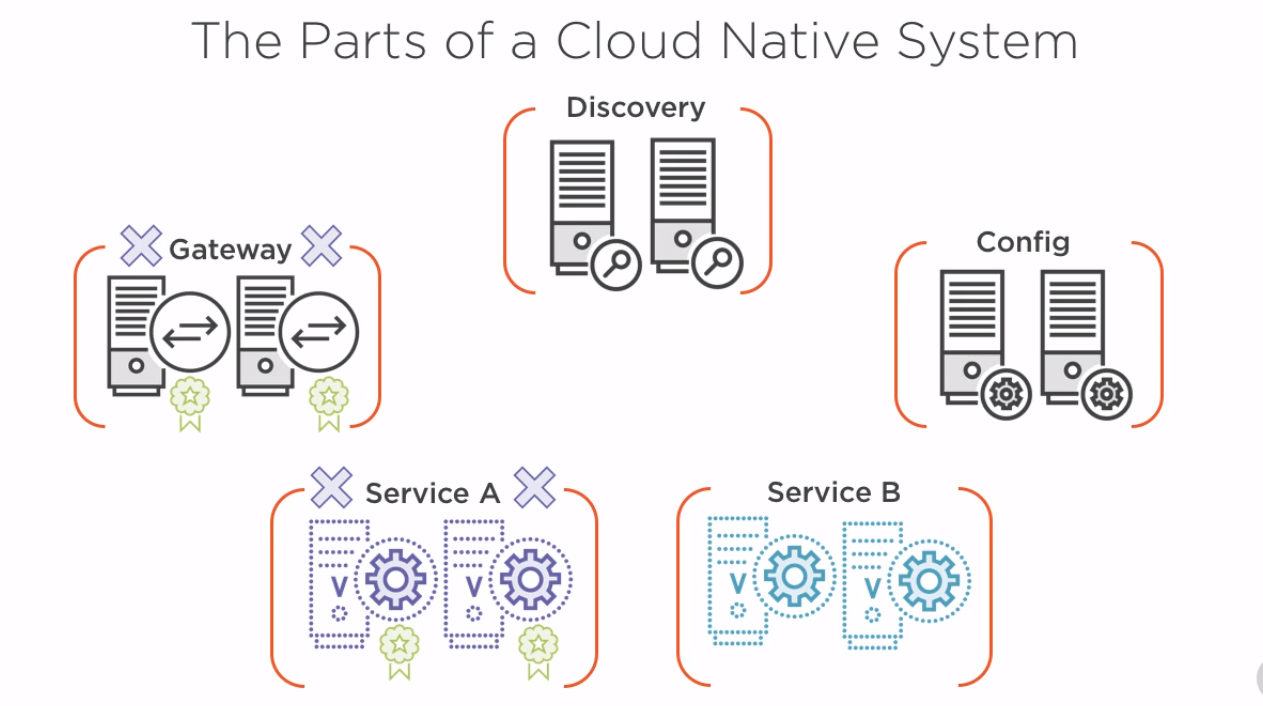 The Parts of a Cloud Native System
Discovery
Gateway
Config
Service A
Service B
V
V
V
V